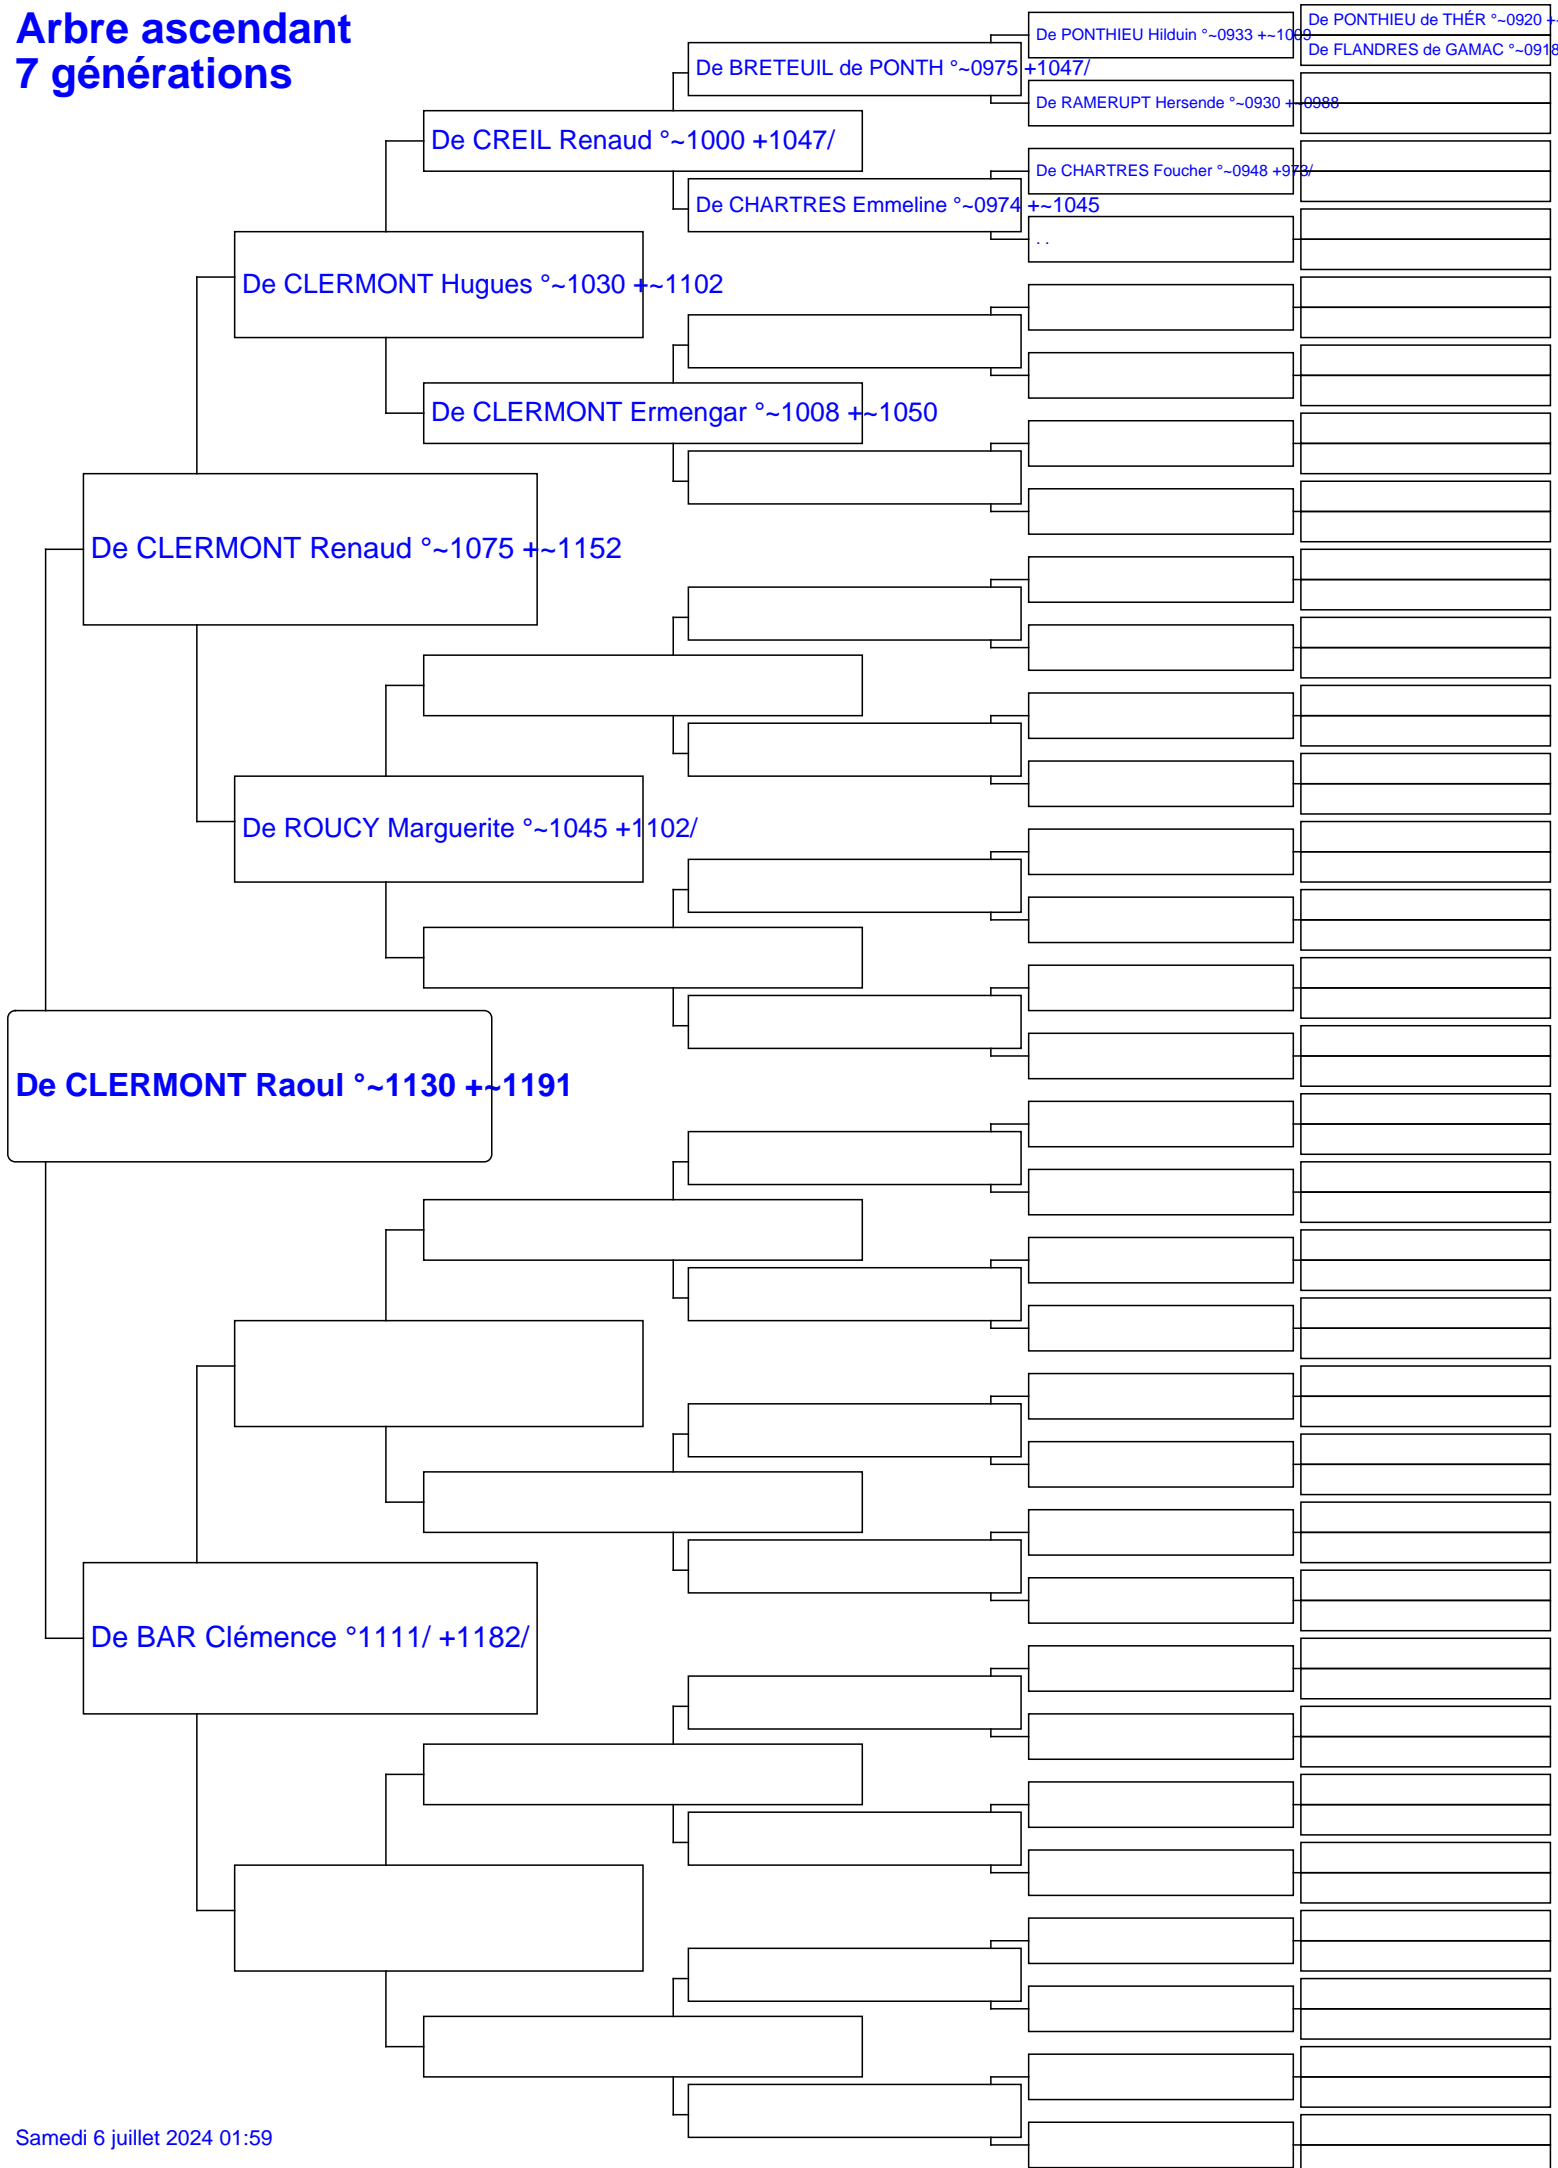 Arbre ascendant
7 générations
De PONTHIEU de THÉR °~0920 +~
De PONTHIEU Hilduin °~0933 +~1009
De FLANDRES de GAMAC °~0918
De BRETEUIL de PONTH °~0975 +1047/
De RAMERUPT Hersende °~0930 +~0988
De CREIL Renaud °~1000 +1047/
De CHARTRES Foucher °~0948 +973/
De CHARTRES Emmeline °~0974 +~1045
. .
De CLERMONT Hugues °~1030 +~1102
De CLERMONT Ermengar °~1008 +~1050
De CLERMONT Renaud °~1075 +~1152
De ROUCY Marguerite °~1045 +1102/
De CLERMONT Raoul °~1130 +~1191
De BAR Clémence °1111/ +1182/
Samedi 6 juillet 2024 01:59